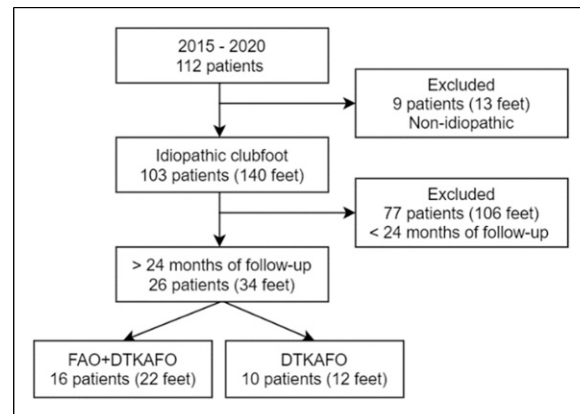 2015 - 2020
112 patients
Excluded
9 patients (13 feet)
Non-idiopathic
Idiopathic clubfoot
103 patients (140 feet)
Excluded
77 patients (106 feet)
< 24 months of follow-up
> 24 months of follow-up
26 patients (34 feet)
FAO+DTKAFO
16 patients (22 feet)
DTKAFO
10 patients (12 feet)